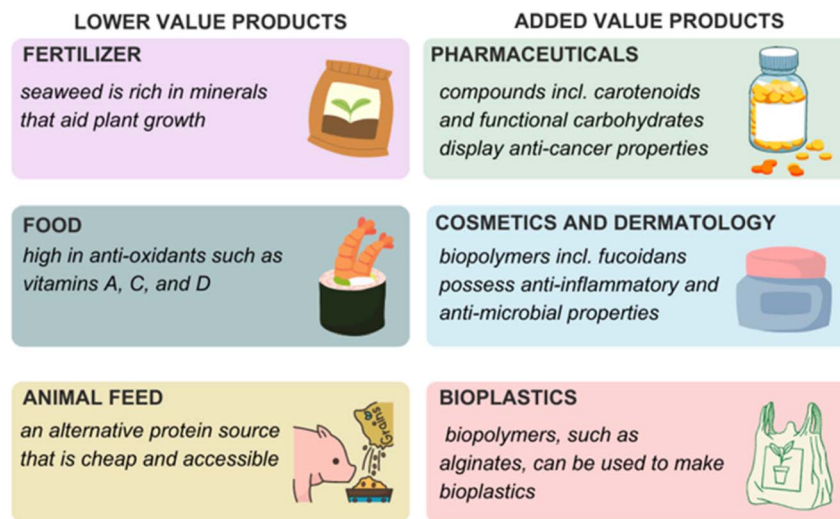 LOWER VALUE PRODUCTS
FERTILIZER
seaweed is rich in minerals
that aid plant growth
FOOD
high in anti-oxidants such as
vitamins A, C, and D
ANIMAL FEED
an alternative protein source
that is cheap and accessible
Grains
ADDED VALUE PRODUCTS
PHARMACEUTICALS
compounds incl. carotenoids
and functional carbohydrates
display anti-cancer properties
COSMETICS AND DERMATOLOGY
biopolymers incl. fucoidans
possess anti-inflammatory and
anti-microbial properties
BIOPLASTICS
biopolymers, such as
alginates, can be used to make
bioplastics